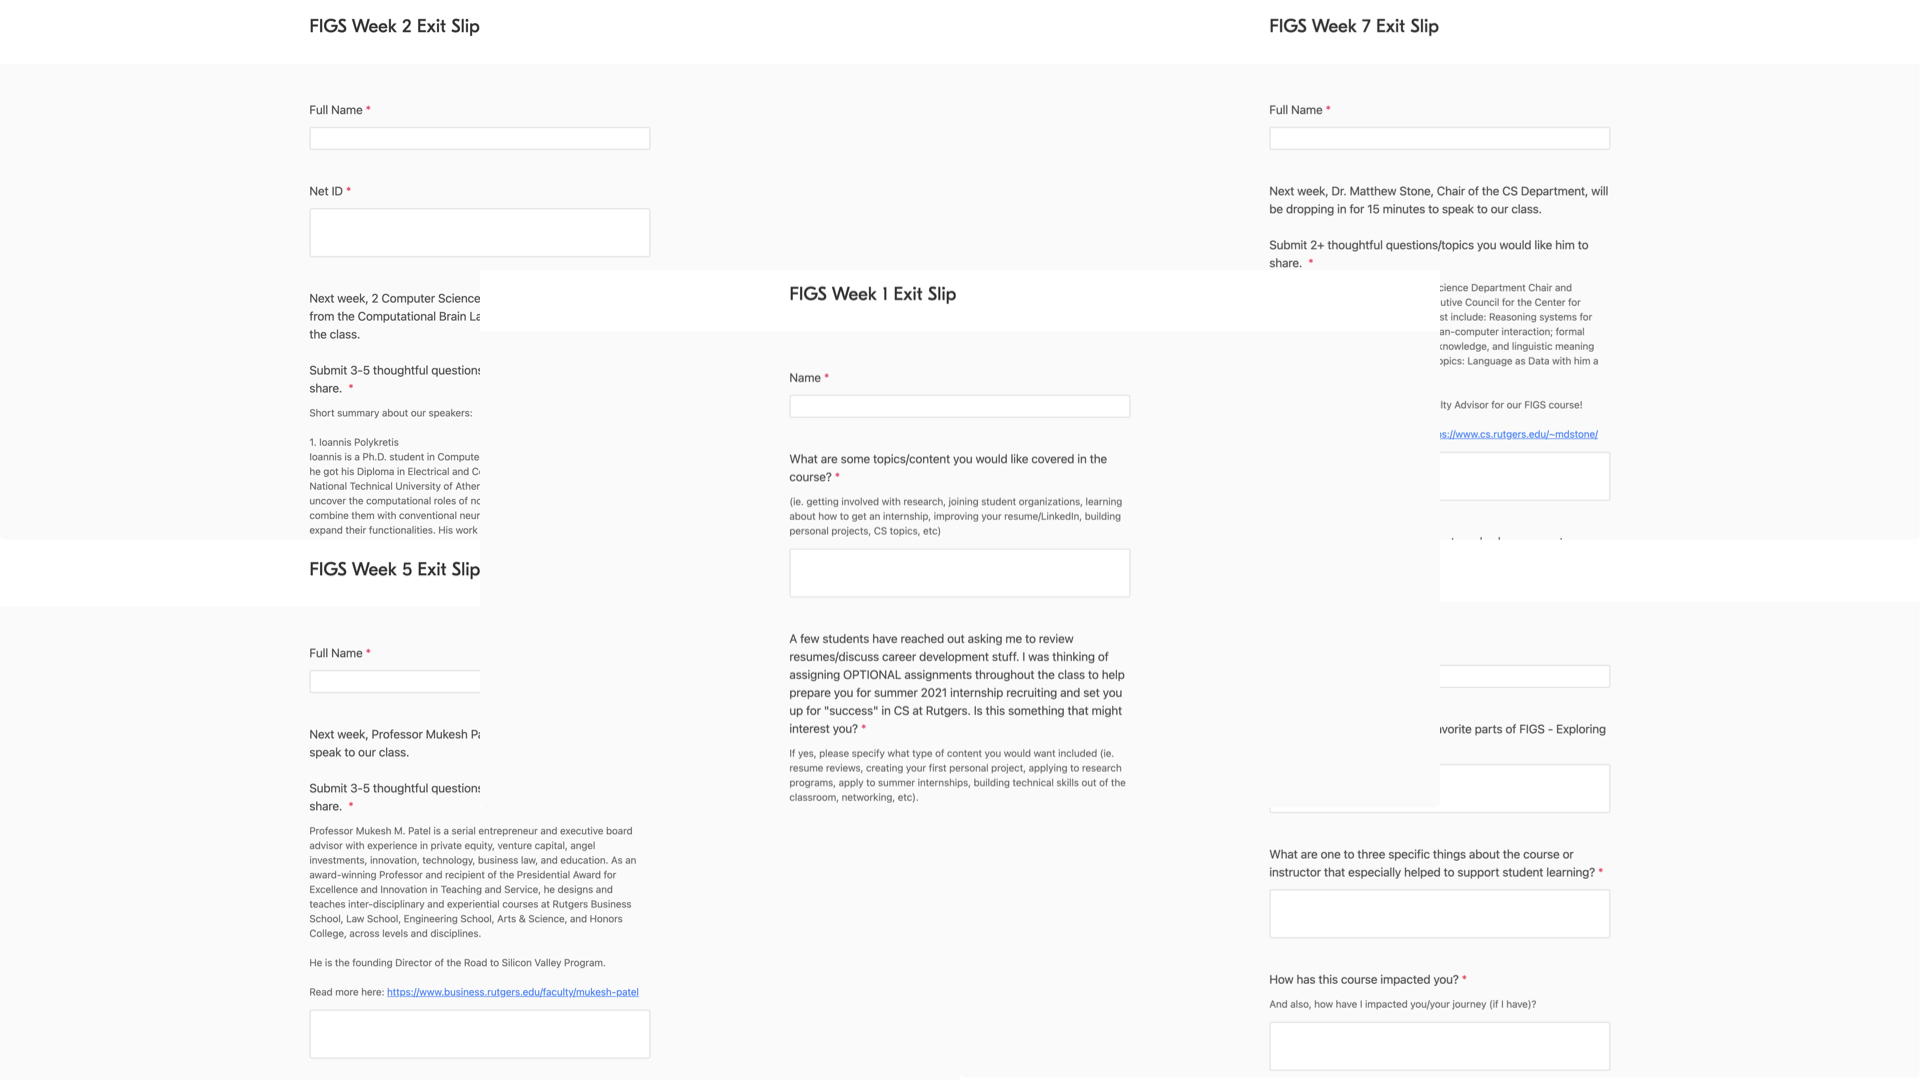 FIGS Week 2 Exit Slip
Full Name *
Net ID *
Next week, 2 Computer Science
from the Computational Brain
the class.
Submit 3-5 thoughtful questions
share. *
Short summary about our speakers:
1. Ioannis Polykretis
Ioannis is a Ph.D. student in
he got his Diploma in Electrical and
National Technical University of
uncover the computational roles of
combine them with conventional
expand their functionalities. His work
FIGS Week 7 Exit Slip
Full Name *
Next week, Dr. Matthew Stone, Chair of the CS Department, will
be dropping in for 15 minutes to speak to our class.
Submit 2+ thoughtful questions/topics you would like him to
share. *
cience Department Chair and
utive Council for the Center for
st include: Reasoning systems for
an-computer interaction; formal
knowledge, and linguistic meaning
opics: Language as Data with him a
lty Advisor for our FIGS course!
s://www.cs.rutgers.edu/~mdstone/
FIGS Week 1 Exit Slip
Name *
What are some topics/content you would like covered in the
course? *
(ie. getting involved with research, joining student organizations, learning
about how to get an internship, improving your resume/LinkedIn, building
personal projects, CS topics, etc)
A few students have reached out asking me to review
resumes/discuss career development stuff. I was thinking of
assigning OPTIONAL assignments throughout the class to help
prepare you for summer 2021 internship recruiting and set you
up for "success" in CS at Rutgers. Is this something that might
interest you? *
If yes, please specify what type of content you would want included (ie.
resume reviews, creating your first personal project, applying to research
programs, apply to summer internships, building technical skills out of the
classroom, networking, etc).
FIGS Week 5 Exit Slip
Full Name *
Next week, Professor Mukesh
speak to our class.
Submit 3-5 thoughtful questions
share. *
Professor Mukesh M. Patel is a serial entrepreneur and executive board
advisor with experience in private equity, venture capital, angel
investments, innovation, technology, business law, and education. As an
award-winning Professor and recipient of the Presidential Award for
Excellence and Innovation in Teaching and Service, he designs and
teaches inter-disciplinary and experiential courses at Rutgers Business
School, Law School, Engineering School, Arts & Science, and Honors
College, across levels and disciplines.
He is the founding Director of the Road to Silicon Valley Program.
Read more here: https://www.business.rutgers.edu/faculty/mukesh-patel
avorite parts of FIGS - Exploring
What are one to three specific things about the course or
instructor that especially helped to support student learning? *
How has this course impacted you? *
And also, how have I impacted you/your journey (if I have)?